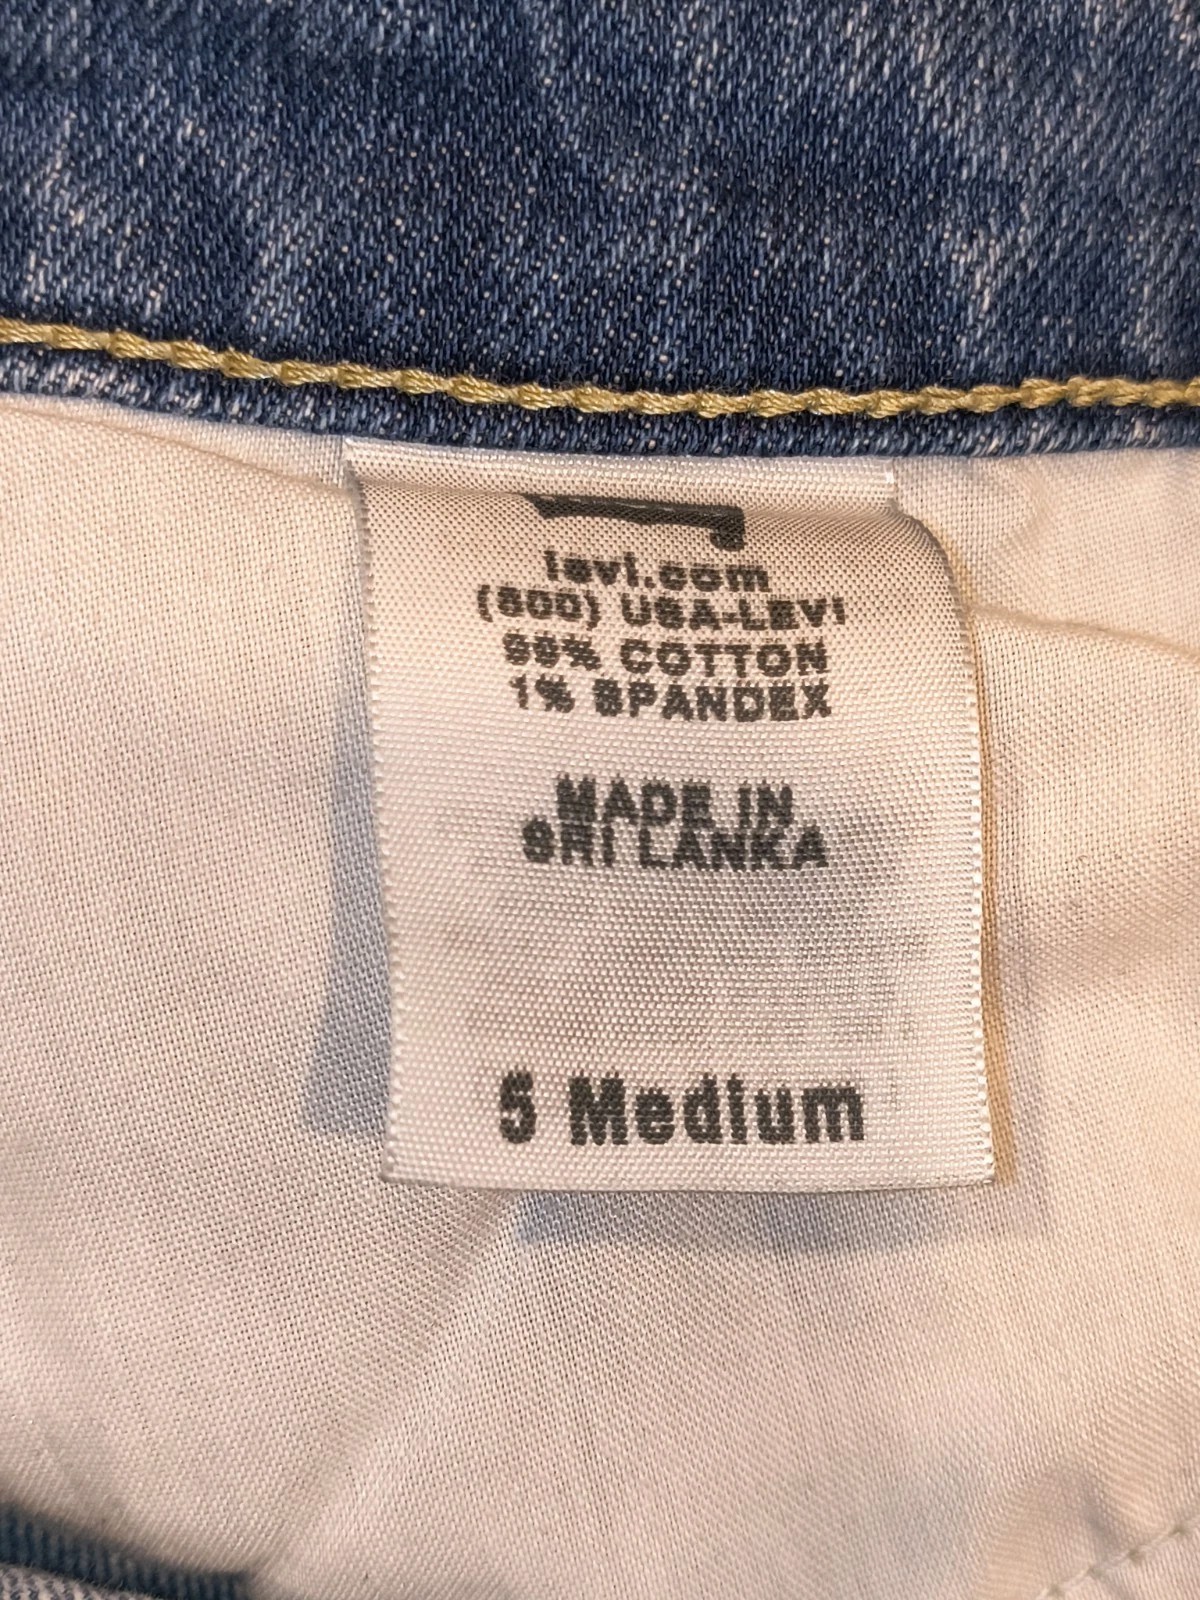 levi.com
(800) USA-LEVI
99% COTTON
1% SPANDEX
MADE IN
SRI LANKA
5 Medium